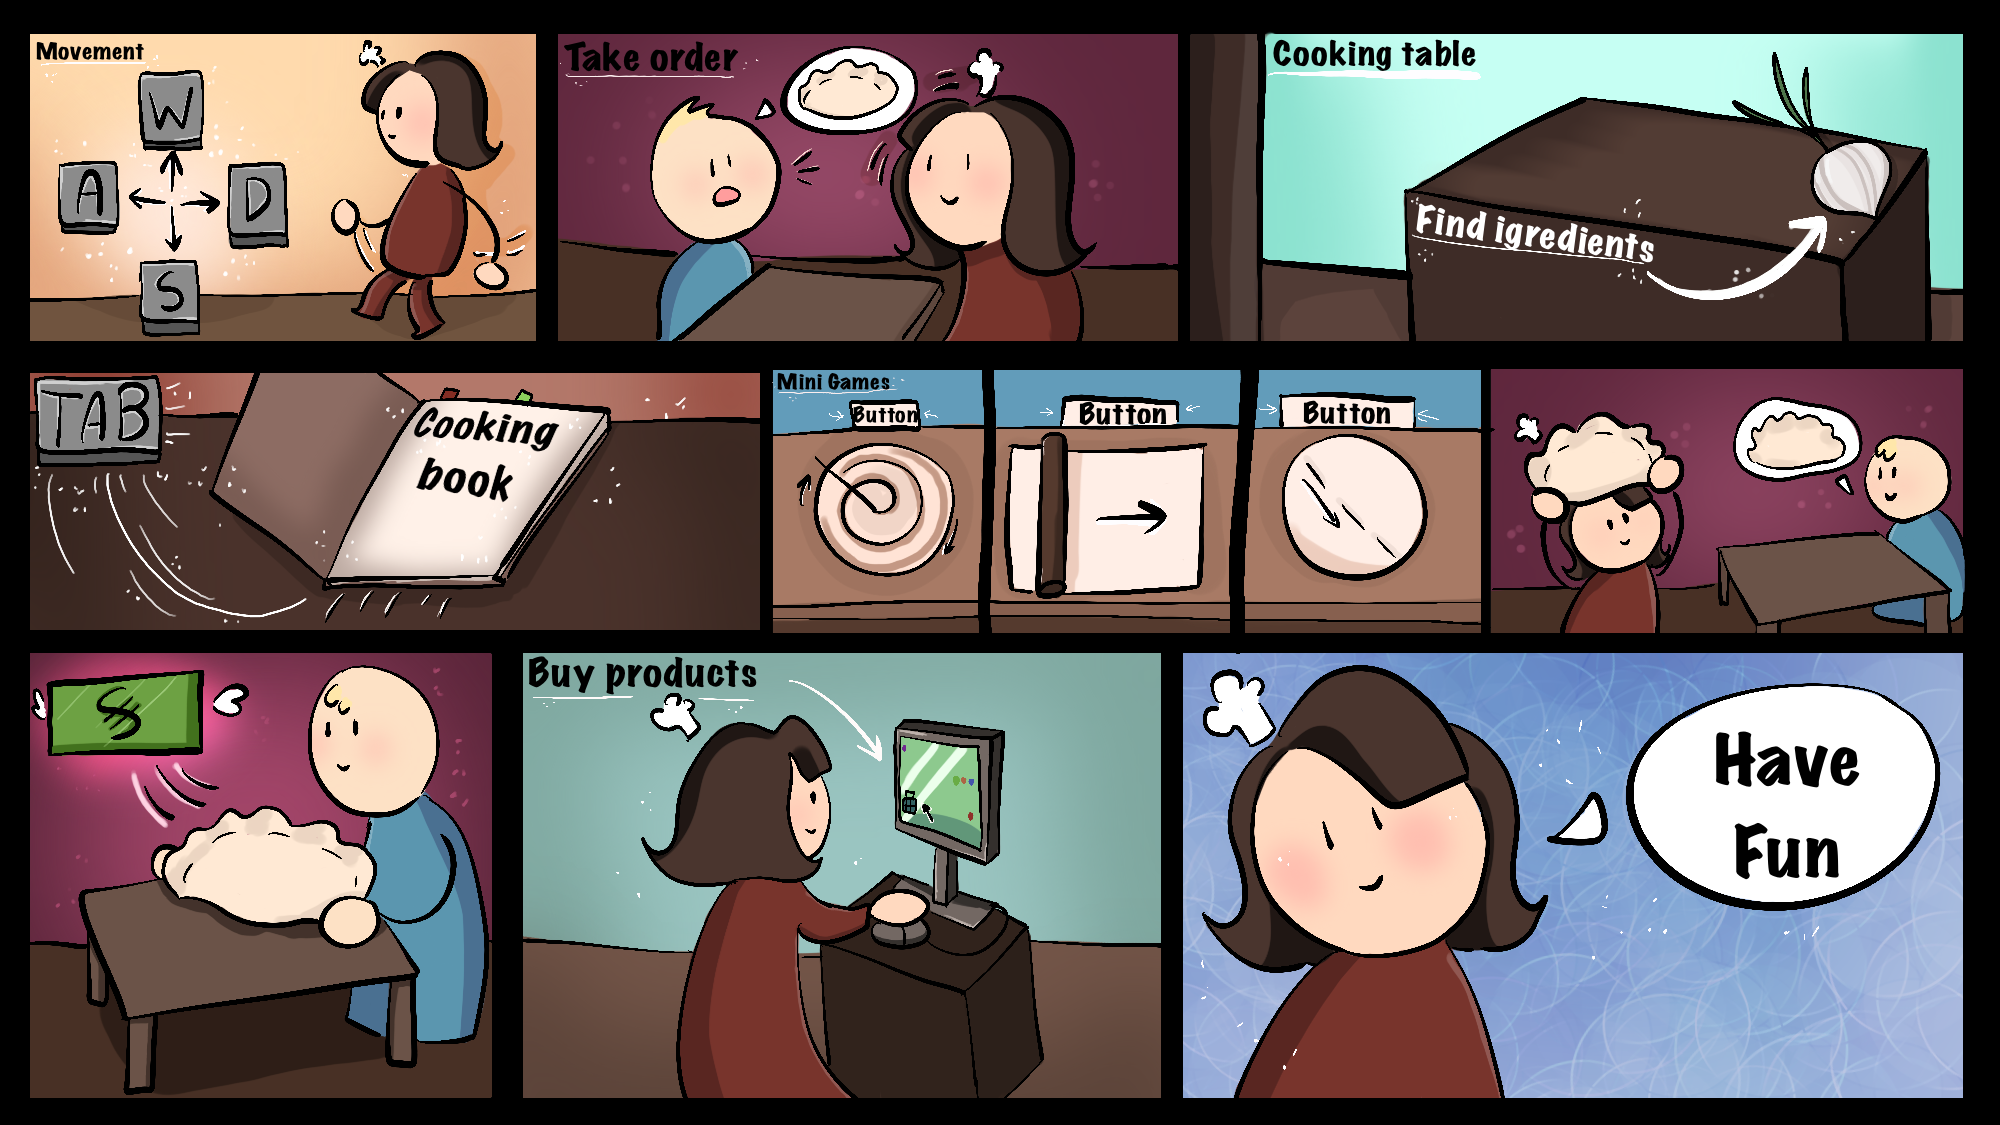 Movement
W
A
D
S
Take order
Cooking table
Find igredients
TAB
Cooking
book
Mini Games
Button
Button
Button
$
Buy products
Have
Fun